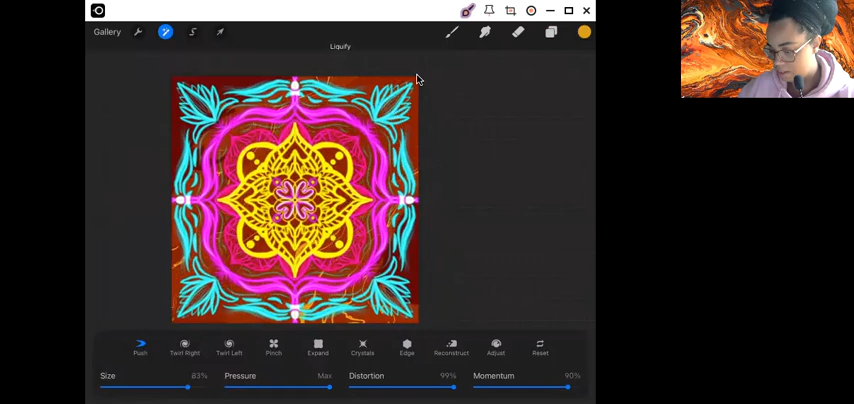 Gallery
Liquify
Push Twirl Right Twirl Left Pinch Expand Crystals Edge Reconstruct Adjust Reset
Size 83% Pressure Max Distortion 99% Momentum 90%